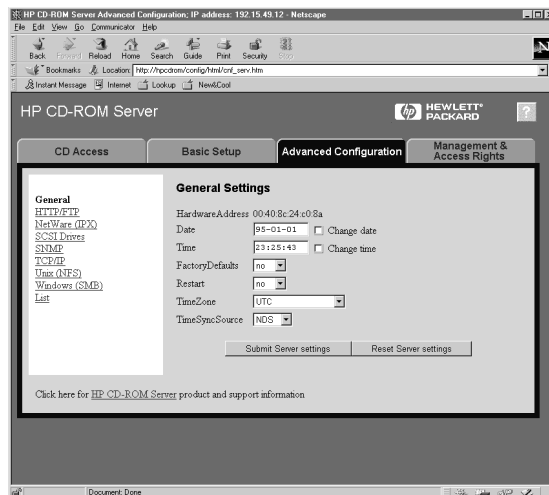 HP CD-ROM Server Advanced Configuration; IP address: 192.15.49.12 - Netscape
File Edit View Go Communicator Help
Back Forward Reload Home Search Guide Print Security Stop
Bookmarks Location: http://hpcdrom/config/html/cnf_serv.htm
Instant Message Internet Lookup New&Cool
HP CD-ROM Server
hp HEWLETT®
PACKARD
?
CD Access
Basic Setup
Advanced Configuration
Management &
Access Rights
General
HTTP/FTP
NetWare (IPX)
SCSI Drives
SNMP
TCP/IP
Unix (NFS)
Windows (SMB)
List
General Settings
HardwareAddress 00:40:8c:24:c0:8a
Date 95-01-01 Change date
Time 23:25:43 Change time
FactoryDefaults no
Restart no
TimeZone UTC
TimeSyncSource NDS
Submit Server settings Reset Server settings
Click here for HP CD-ROM Server product and support information
Document: Done